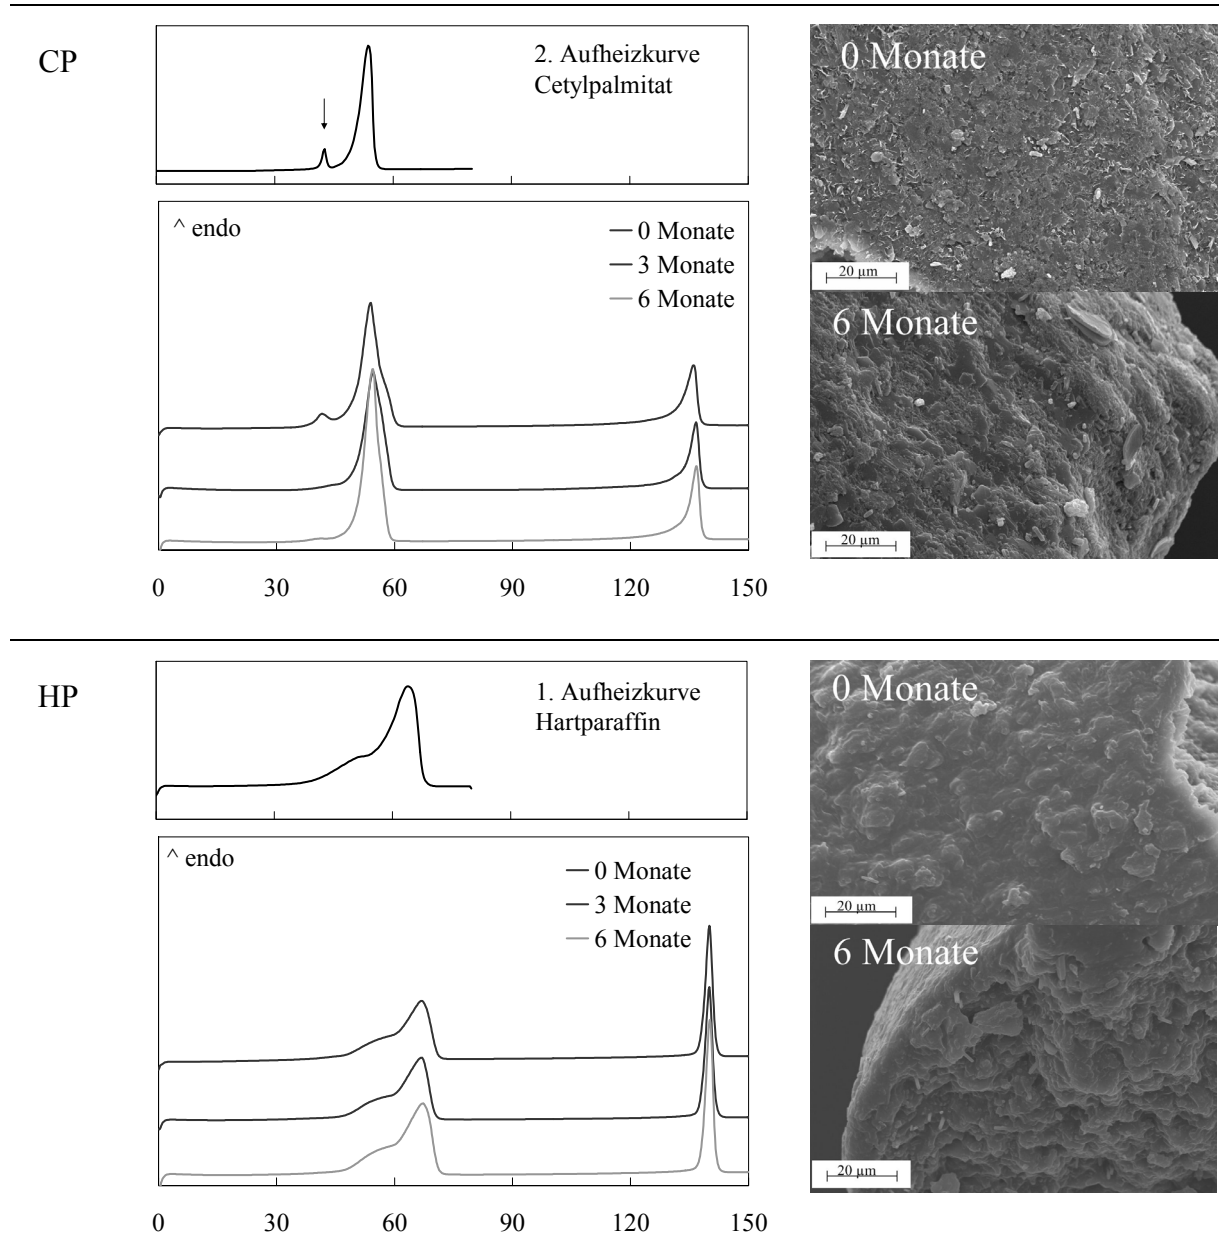 CP
2. Aufheizkurve
Cetylpalmitat
^ endo
0 Monate
3 Monate
6 Monate
0 30 60 90 120 150
0 Monate
20 µm
6 Monate
20 µm
HP
1. Aufheizkurve
Hartparaffin
^ endo
0 Monate
3 Monate
6 Monate
0 30 60 90 120 150
0 Monate
20 µm
6 Monate
20 µm